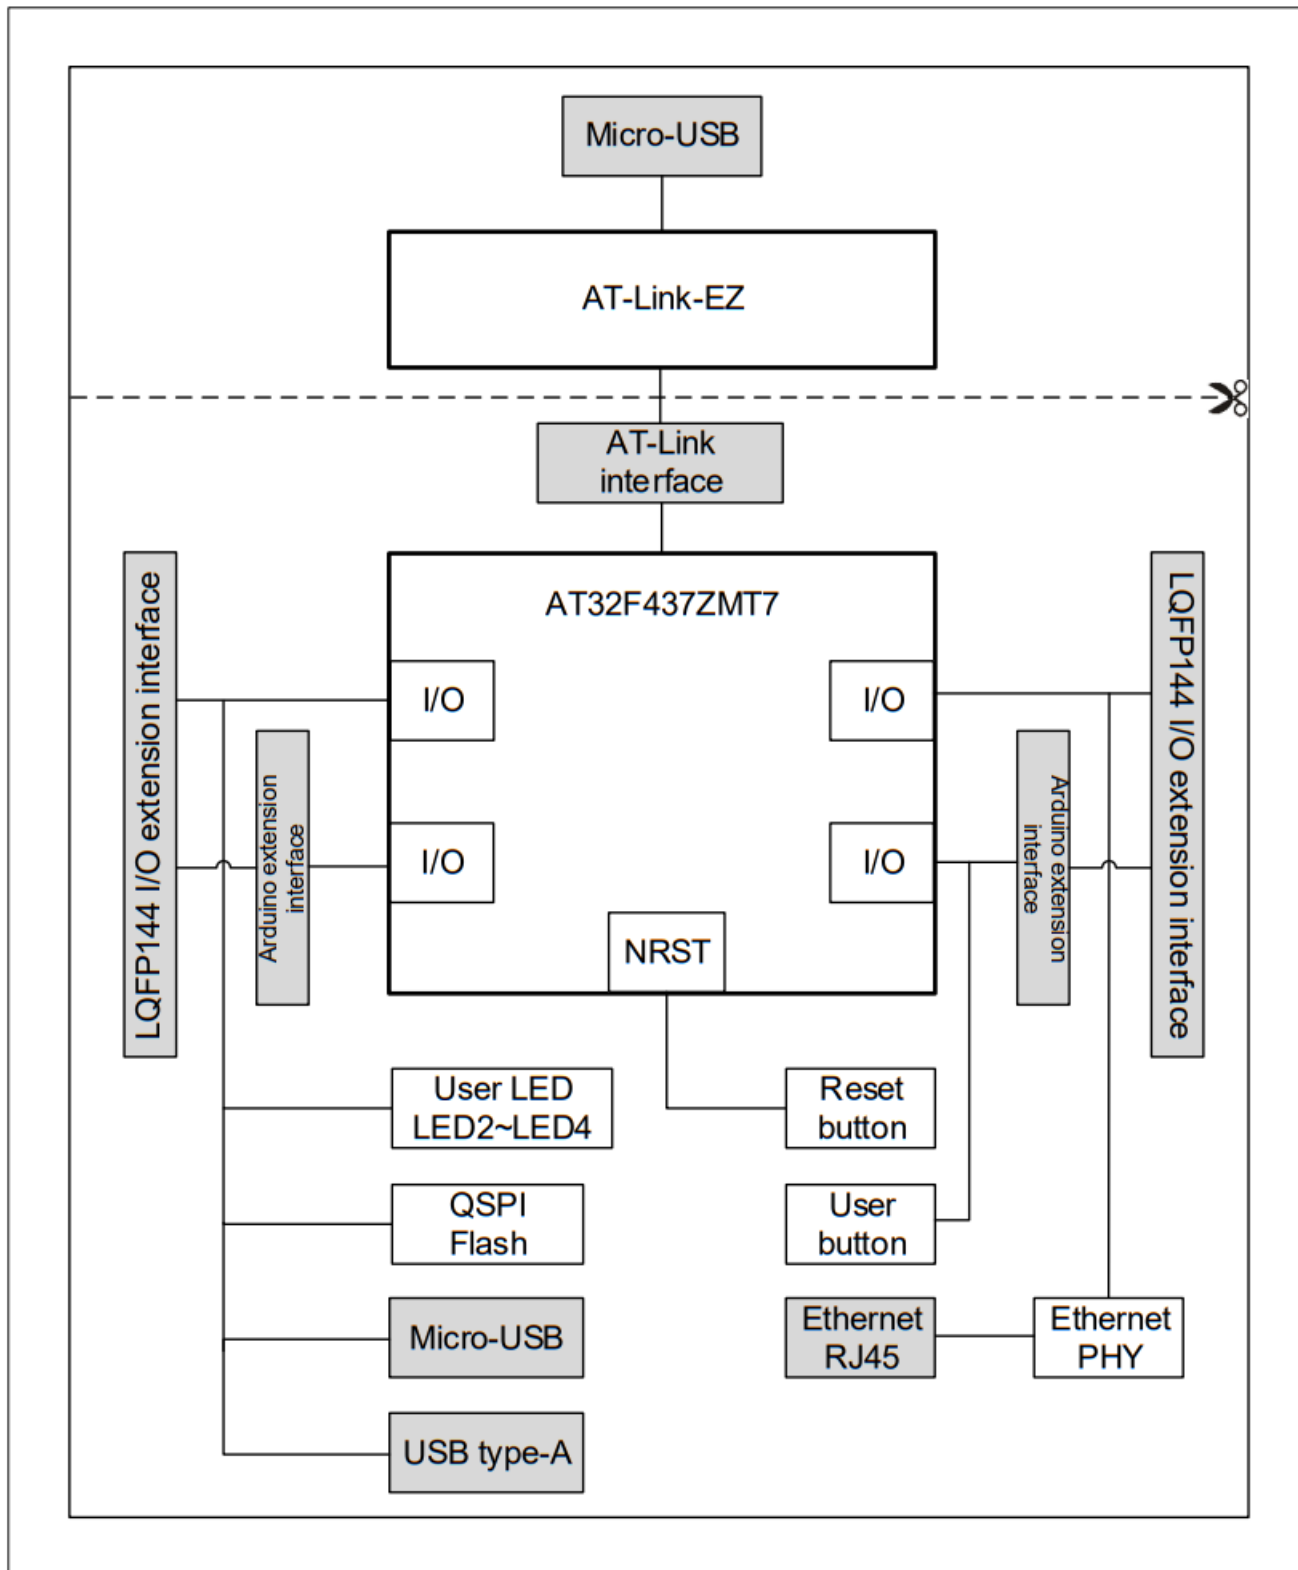 Micro-USB
AT-Link-EZ
AT-Link
interface
AT32F437ZMT7
LQFP144 I/O extension interface
I/O
I/O
LQFP144 I/O extension interface
Arduino extension
interface
I/O
I/O
Arduino extension
interface
NRST
User LED
LED2~LED4
Reset
button
QSPI
Flash
User
button
Micro-USB
Ethernet
RJ45
Ethernet
PHY
USB type-A